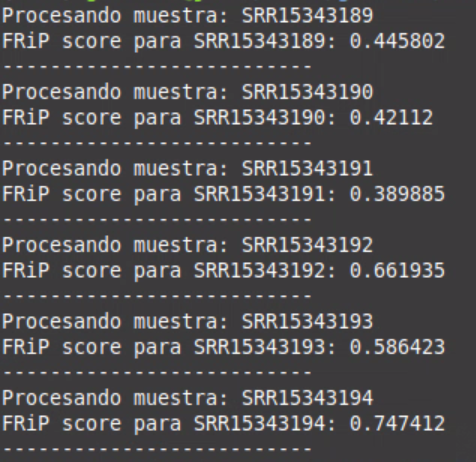 Procesando muestra: SRR15343189
FRiP score para SRR15343189: 0.445802
--------------------------
Procesando muestra: SRR15343190
FRiP score para SRR15343190: 0.42112
--------------------------
Procesando muestra: SRR15343191
FRiP score para SRR15343191: 0.389885
--------------------------
Procesando muestra: SRR15343192
FRiP score para SRR15343192: 0.661935
--------------------------
Procesando muestra: SRR15343193
FRiP score para SRR15343193: 0.586423
--------------------------
Procesando muestra: SRR15343194
FRiP score para SRR15343194: 0.747412
--------------------------